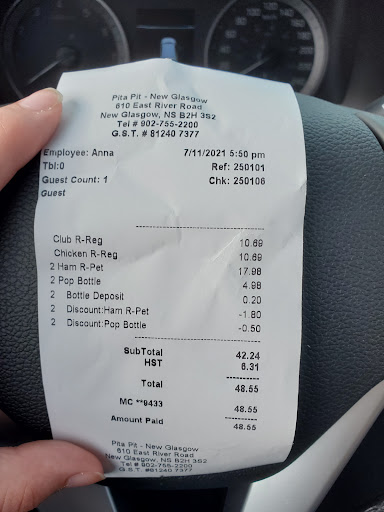 Pita Pit - New Glasgow
610 East River Road
New Glasgow, NS B2H 3S2
Tel # 902-755-2200
G.S.T. # 81240 7377
Employee: Anna 7/11/2021 5:50 pm
Tbl:0 Ref: 250101
Guest Count: 1 Chk: 250106
Guest
Club R-Reg 10.69
Chicken R-Reg 10.69
2 Ham R-Pet 17.98
2 Pop Bottle 4.98
2 Bottle Deposit 0.20
2 Discount:Ham R-Pet -1.80
2 Discount:Pop Bottle -0.50
SubTotal 42.24
HST 6.31
Total 48.55
MC **9433 48.55
Amount Paid 48.55
Pita Pit - New Glasgow
610 East River Road
New Glasgow, NS B2H 3S2
Tel # 902-755-2200
G.S.T. #81240 7377